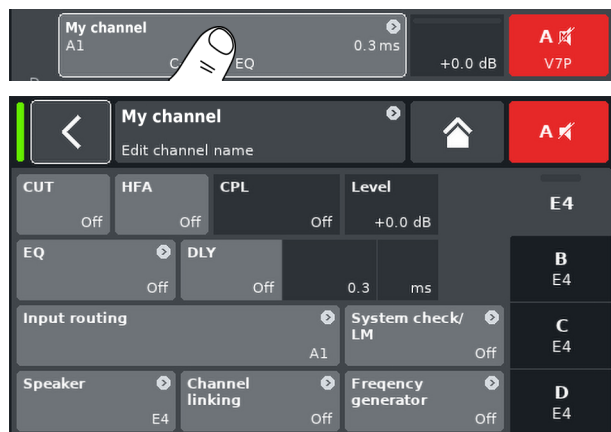 My channel
A1
0.3 ms
C
EQ
+0.0 dB
A
V7P
My channel
Edit channel name
A
CUT
Off
HFA
Off
CPL
Off
Level
+0.0 dB
E4
EQ
Off
DLY
Off
0.3
ms
B
E4
Input routing
A1
System check/
LM
Off
C
E4
Speaker
E4
Channel
linking
Off
Freqency
generator
Off
D
E4